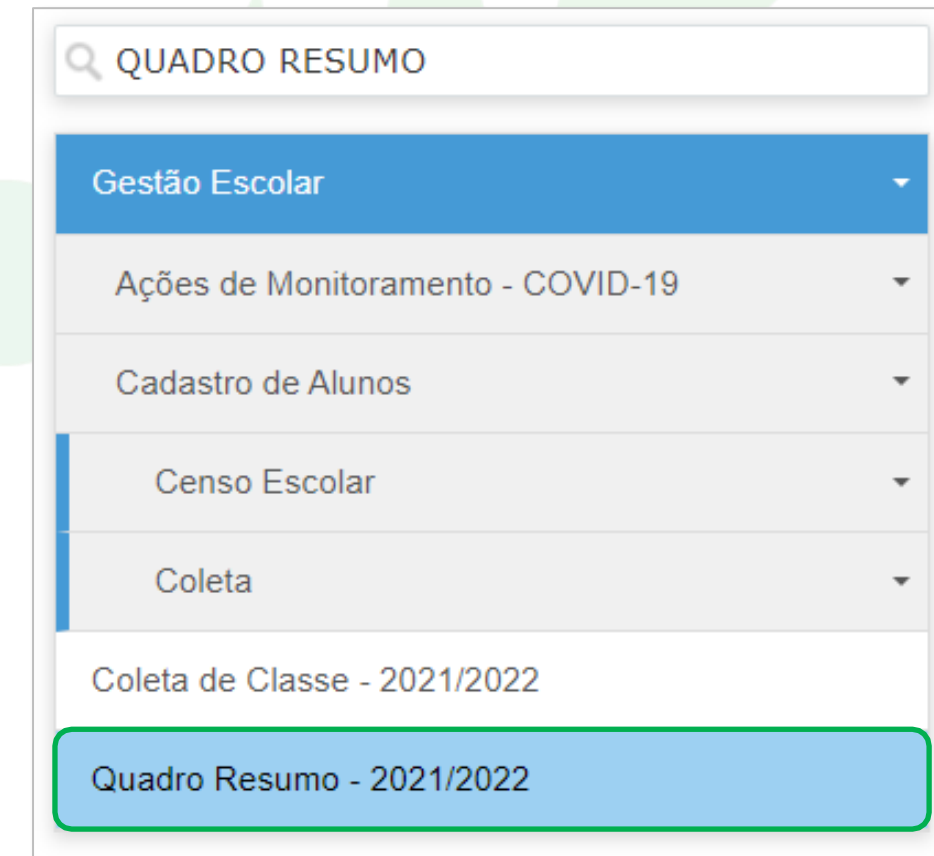 QUADRO RESUMO
Gestão Escolar
Ações de Monitoramento - COVID-19
Cadastro de Alunos
Censo Escolar
Coleta
Coleta de Classe - 2021/2022
Quadro Resumo - 2021/2022